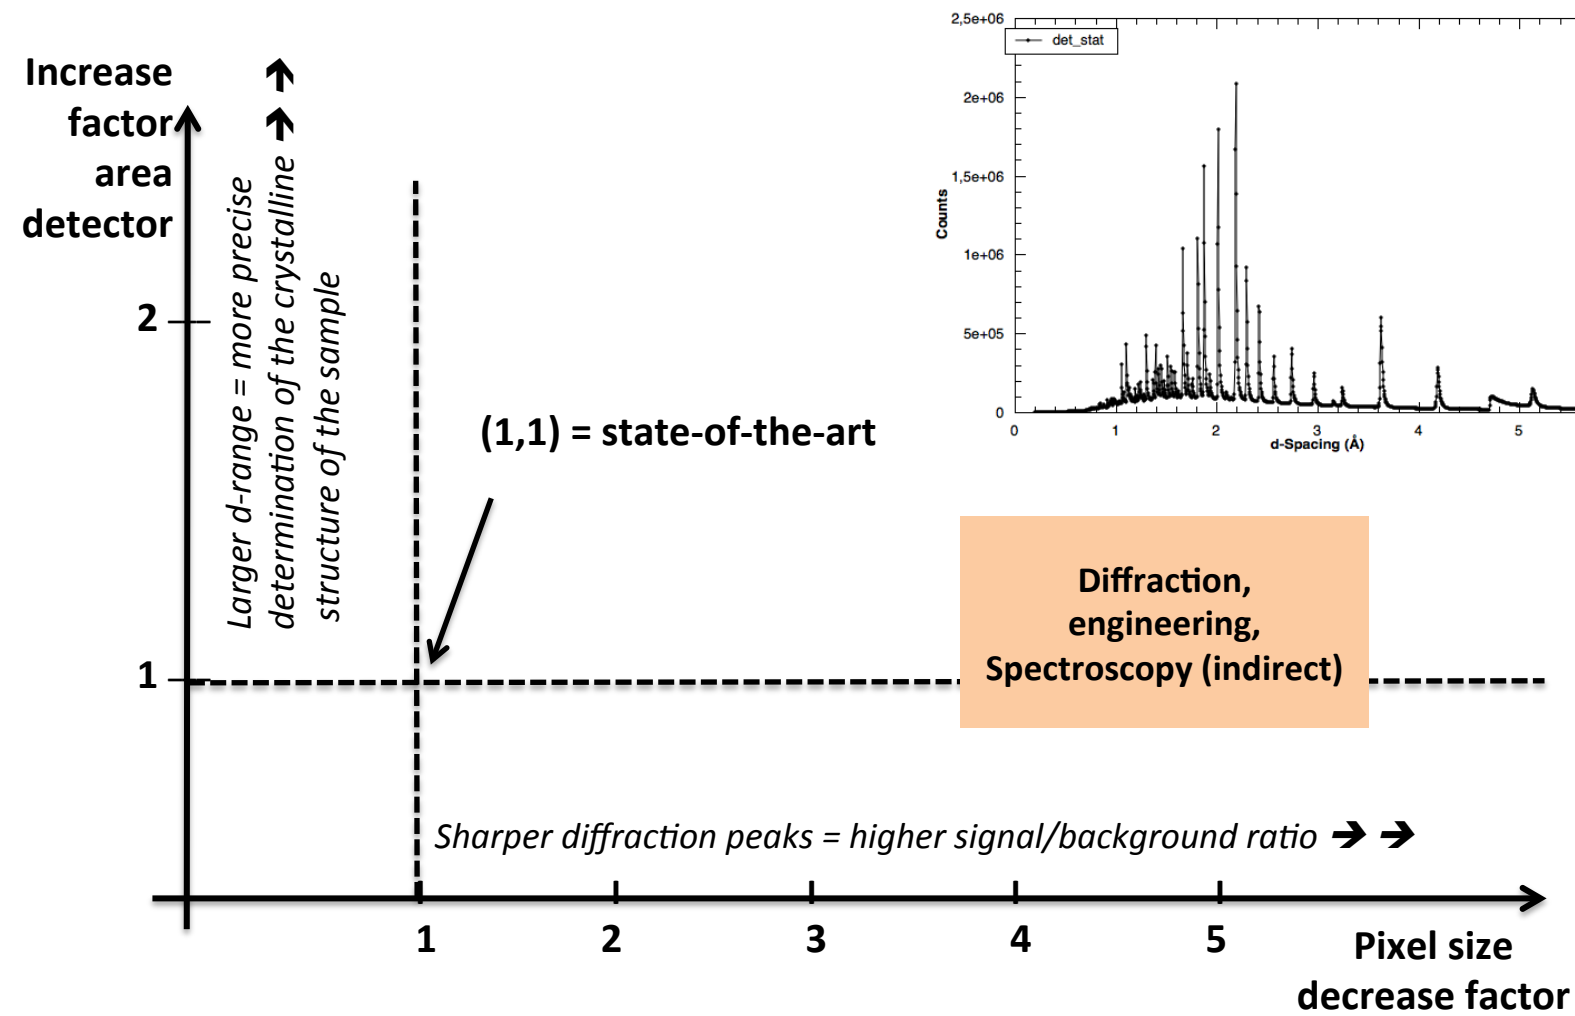 Increase
factor
area
detector
Larger d-range = more precise
determination of the crystalline ➔ ➔
structure of the sample
2
1
(1,1) = state-of-the-art
2,5e+06
2e+06
1,5e+06
1e+06
5e+05
0
Counts
det_stat
0 1 2 3 4 5
d-Spacing (Å)
Diffraction,
engineering,
Spectroscopy (indirect)
Sharper diffraction peaks = higher signal/background ratio ➔ ➔
1 2 3 4 5
Pixel size
decrease factor